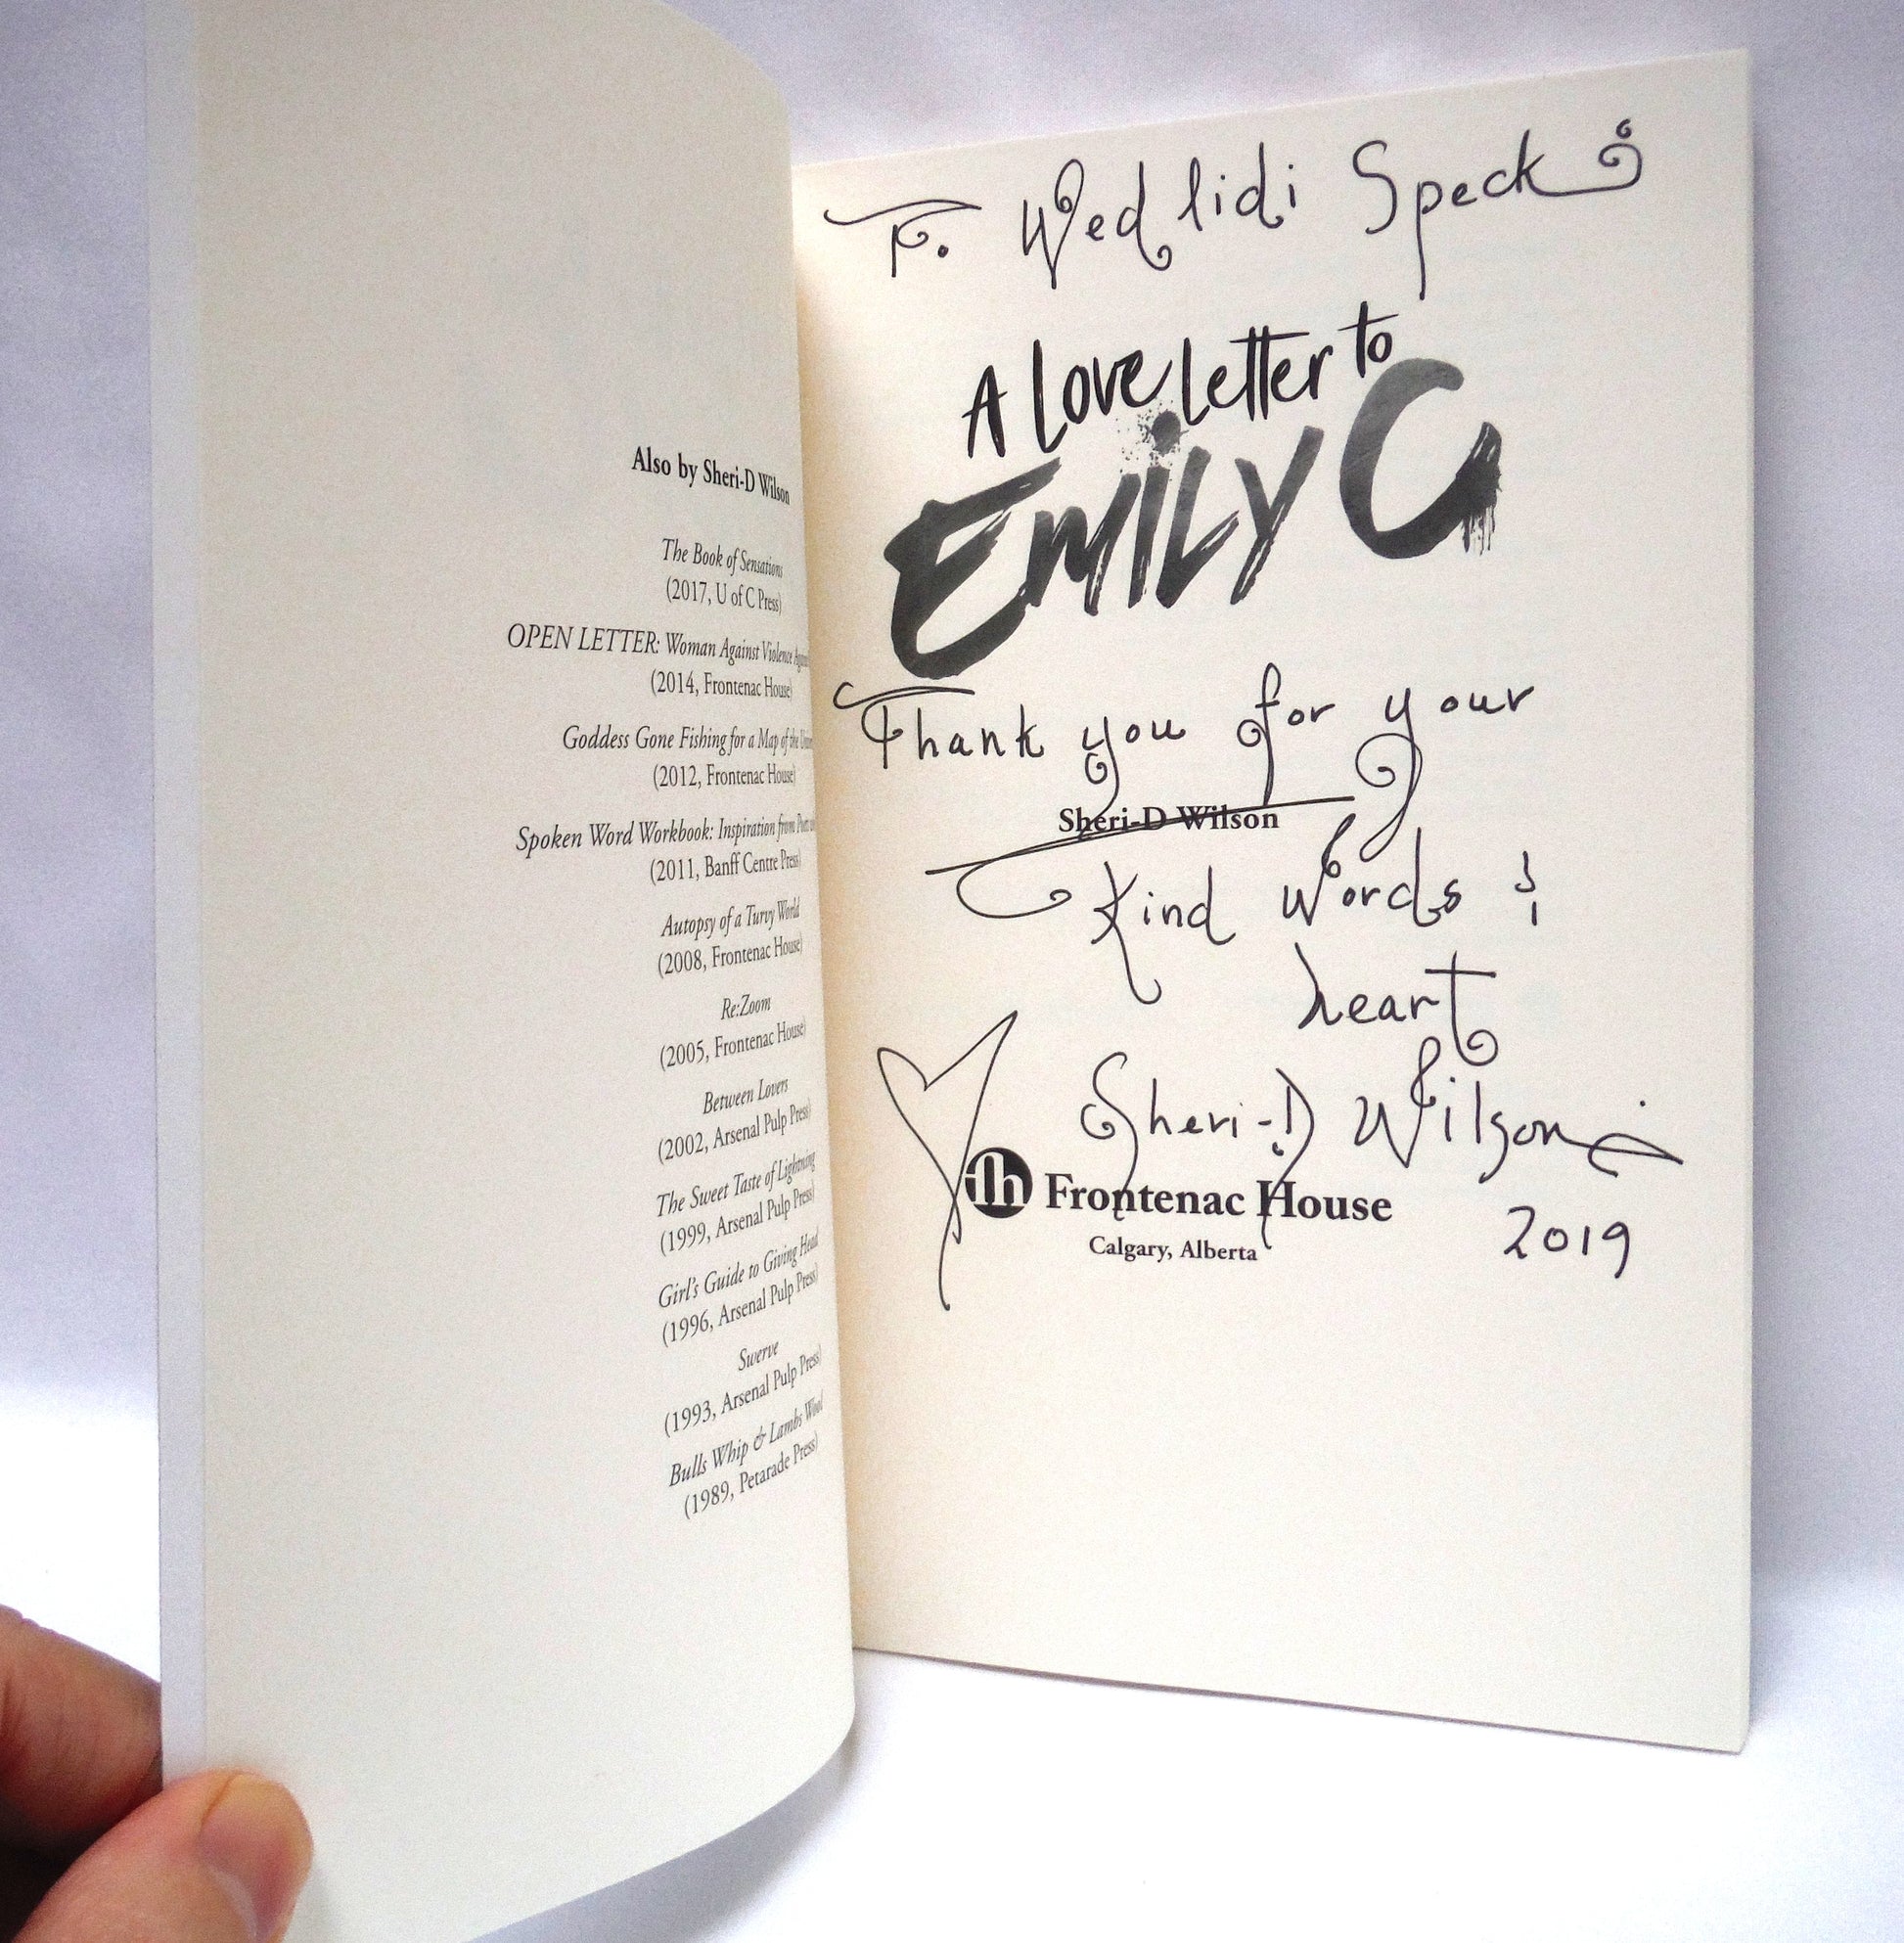 Also by Sheri-D Wilson
The Book of Sensations
(2017, U of C Press)
OPEN LETTER: Woman Against Violence
(2014, Frontenac House)
Goddess Gone Fishing for a Map of the
(2012, Frontenac House)
Spoken Word Workbook: Inspiration from
(2011, Banff Centre Press)
Autopsy of a Turvy World
(2008, Frontenac House)
Re:Zoom
(2005, Frontenac House)
Between Lovers
(2002, Arsenal Pulp Press)
The Sweet Taste of Lightning
(1999, Arsenal Pulp Press)
Girl's Guide to Giving Head
(1996, Arsenal Pulp Press)
Swerve
(1993, Arsenal Pulp Press)
Bulls Whip & Lambs Wool
(1989, Petarade Press)
To Wedlidi Speck
A Love Letter to
EMiLY C
Thank you for your
Sheri-D Wilson
Kind Words &
heart
Sheri-D Wilson
fh Frontenac House
2019
Calgary, Alberta